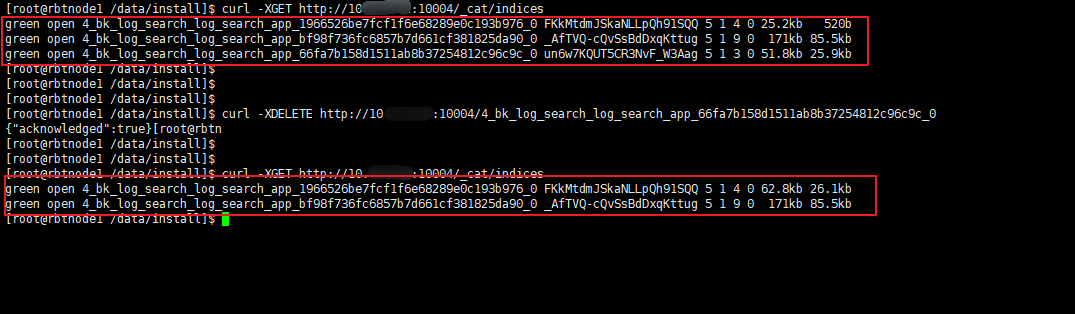 [root@rbtnode1 /data/install]$ curl -XGET http://10 :10004/_cat/indices
green open 4_bk_log_search_log_search_app_1966526be7fcf1f6e68289e0c193b976_0 FKkMtdmJSkaNLLpQh91SQQ 5 1 4 0 25.2kb 520b
green open 4_bk_log_search_log_search_app_bf98f736fc6857b7d661cf381825da90_0 _AfTVQ-cQvSsBdDxqKttug 5 1 9 0 171kb 85.5kb
green open 4_bk_log_search_log_search_app_66fa7b158d1511ab8b37254812c96c9c_0 un6w7KQUT5CR3NvF_W3Aag 5 1 3 0 51.8kb 25.9kb
[root@rbtnode1 /data/install]$
[root@rbtnode1 /data/install]$
[root@rbtnode1 /data/install]$
[root@rbtnode1 /data/install]$ curl -XDELETE http://10 :10004/4_bk_log_search_log_search_app_66fa7b158d1511ab8b37254812c96c9c_0
{"acknowledged":true}[root@rbtn
[root@rbtnode1 /data/install]$
[root@rbtnode1 /data/install]$
[root@rbtnode1 /data/install]$ curl -XGET http://10. :10004/_cat/indices
green open 4_bk_log_search_log_search_app_1966526be7fcf1f6e68289e0c193b976_0 FKkMtdmJSkaNLLpQh91SQQ 5 1 4 0 62.8kb 26.1kb
green open 4_bk_log_search_log_search_app_bf98f736fc6857b7d661cf381825da90_0 _AfTVQ-cQvSsBdDxqKttug 5 1 9 0 171kb 85.5kb
[root@rbtnode1 /data/install]$